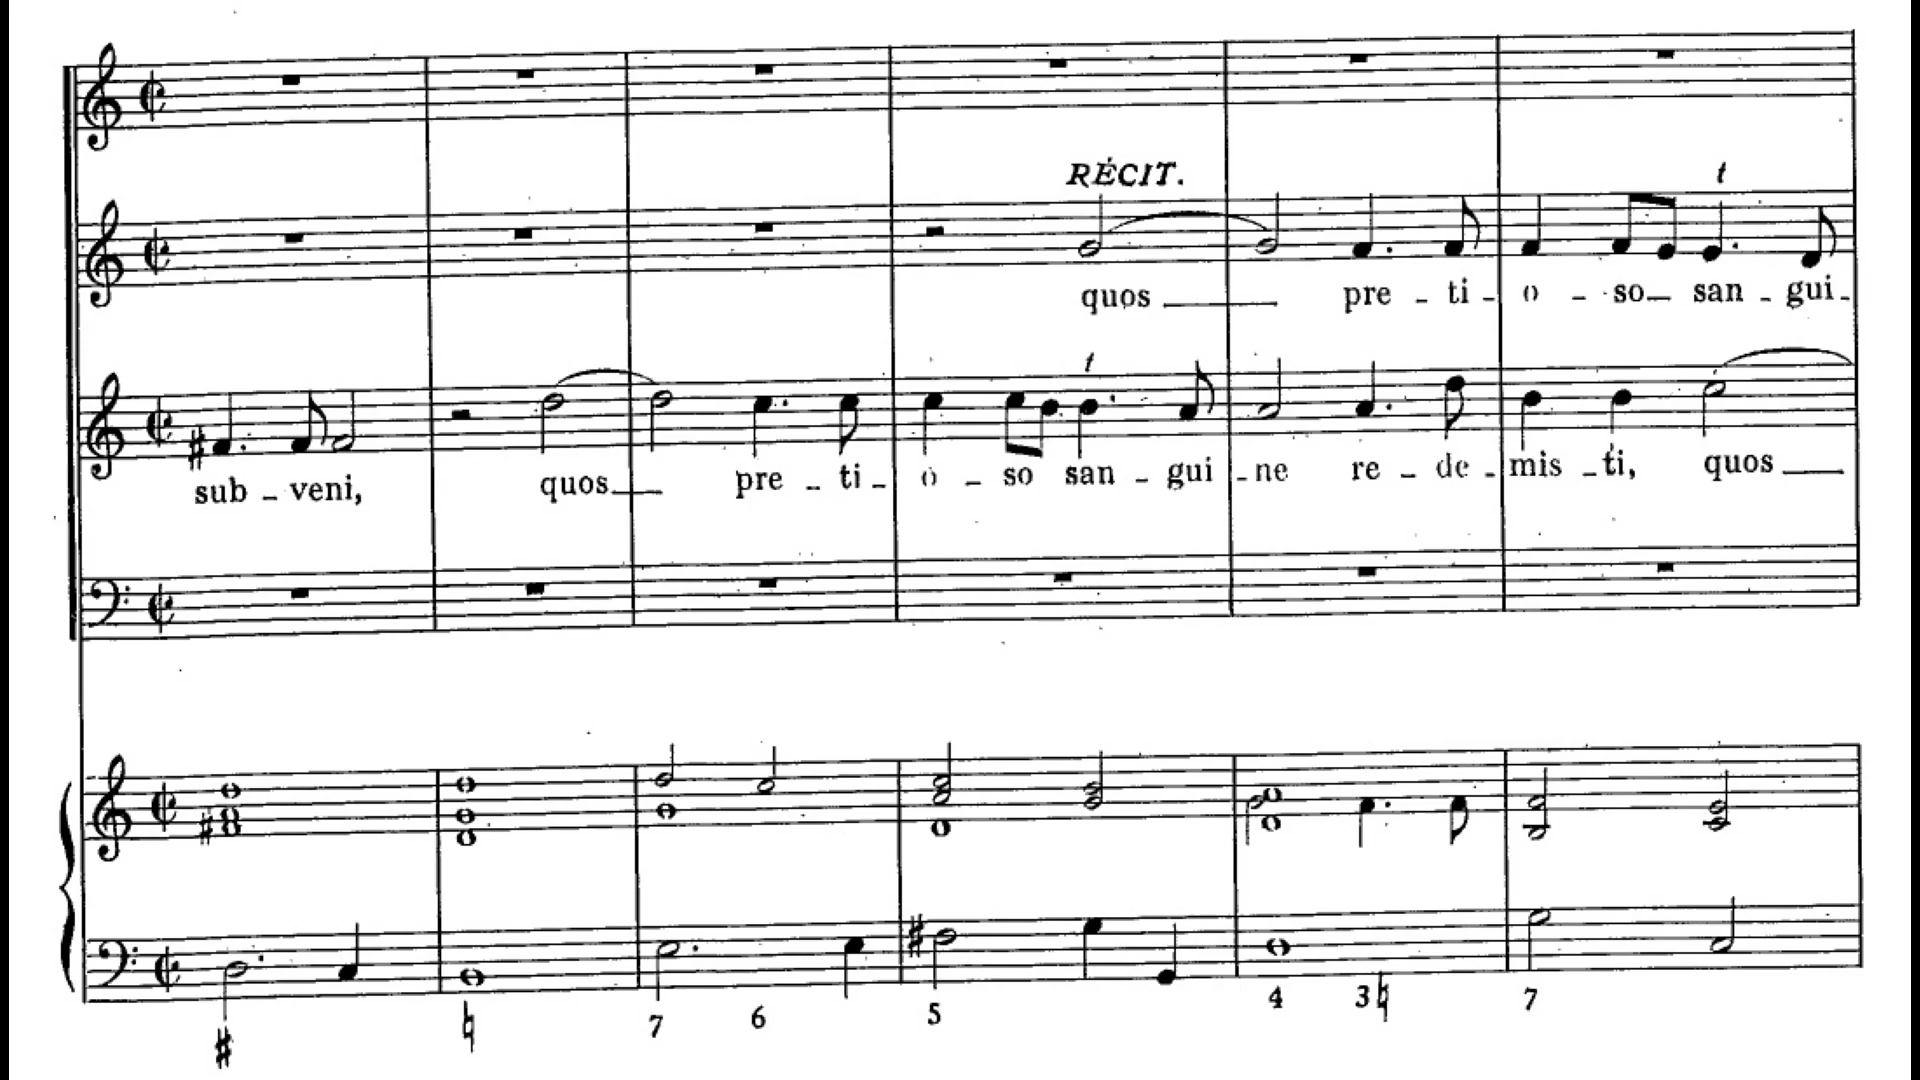 RÉCIT.
t
quos pre - ti - o - so san - gui -
t
sub - veni, quos pre - ti - o - so san - gui - ne re - de - mis - ti, quos
7 6 5 4 3♮ 7
♯ ♮